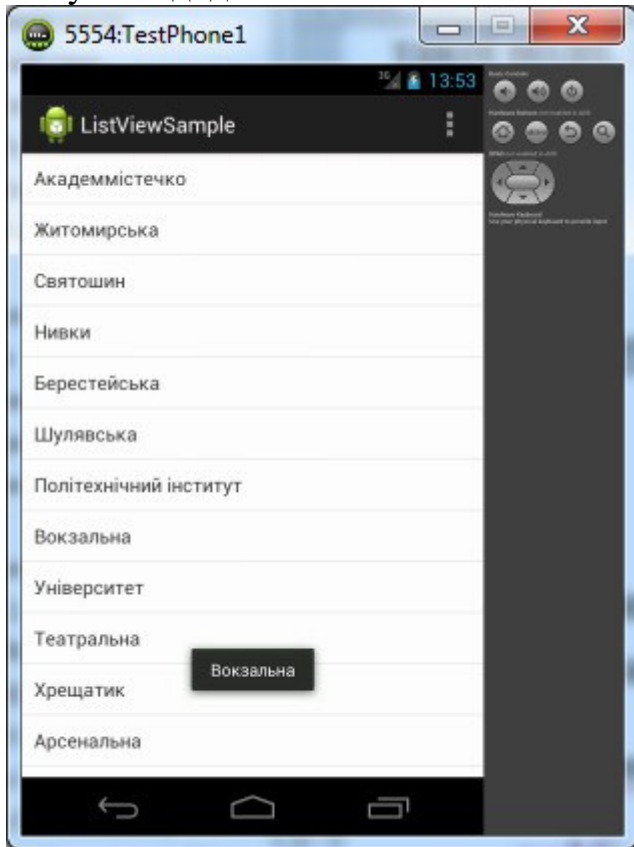 5554:TestPhone1
3G 13:53
ListViewSample
Академмістечко
Житомирська
Святошин
Нивки
Берестейська
Шулявська
Політехнічний інститут
Вокзальна
Університет
Театральна
Вокзальна
Хрещатик
Арсенальна